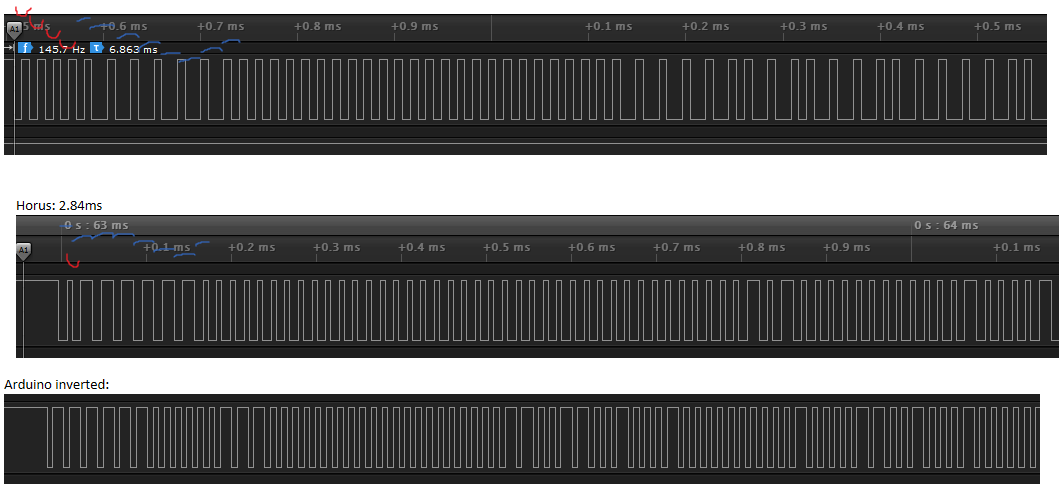 5 ms +0.6 ms +0.7 ms +0.8 ms +0.9 ms +0.1 ms +0.2 ms +0.3 ms +0.4 ms +0.5 ms
A1
f 145.7 Hz T 6.863 ms
Horus: 2.84ms
0 s : 63 ms 0 s : 64 ms
A1 +0.1 ms +0.2 ms +0.3 ms +0.4 ms +0.5 ms +0.6 ms +0.7 ms +0.8 ms +0.9 ms +0.1 ms
Arduino inverted: